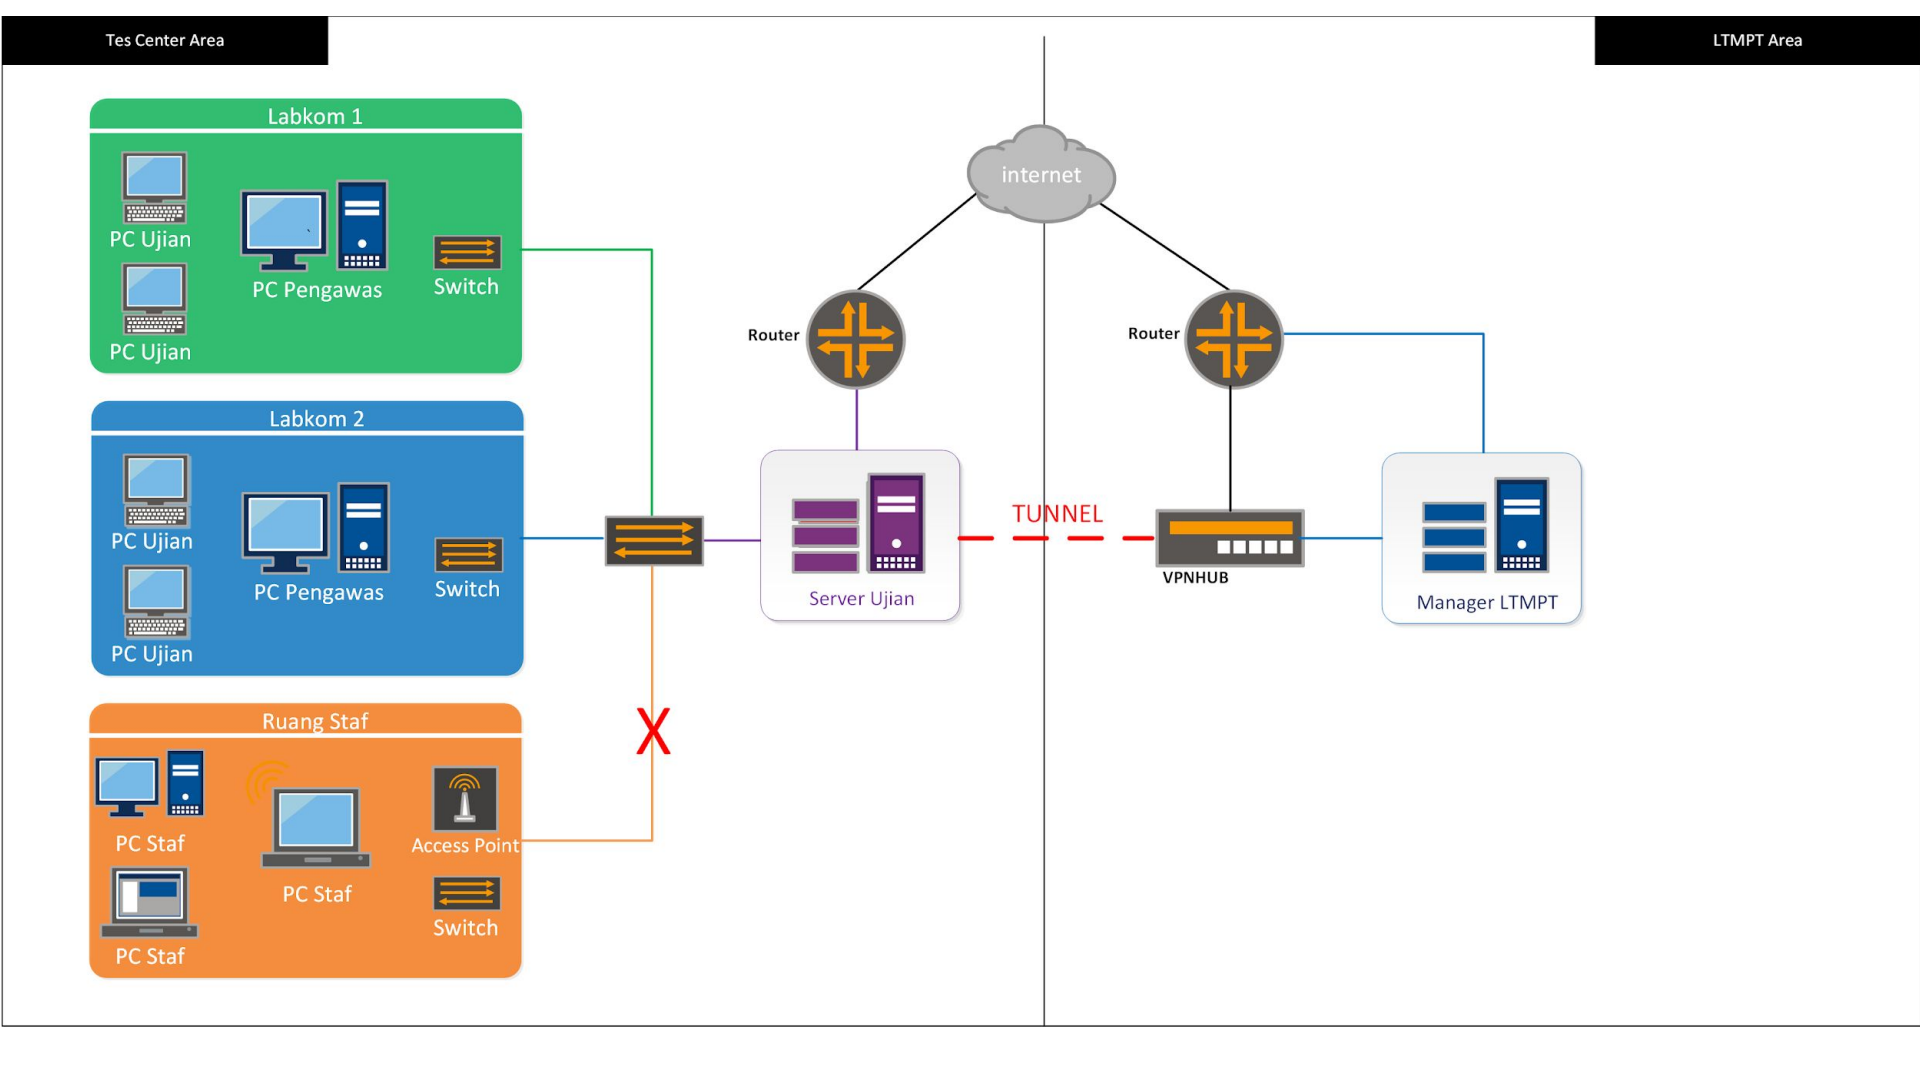 Tes Center Area
LTMPT Area
Labkom 1
PC Ujian
PC Pengawas
Switch
PC Ujian
internet
Router
Router
Labkom 2
PC Ujian
PC Pengawas
Switch
PC Ujian
TUNNEL
Server Ujian
VPNHUB
Manager LTMPT
Ruang Staf
X
PC Staf
PC Staf
Access Point
PC Staf
Switch